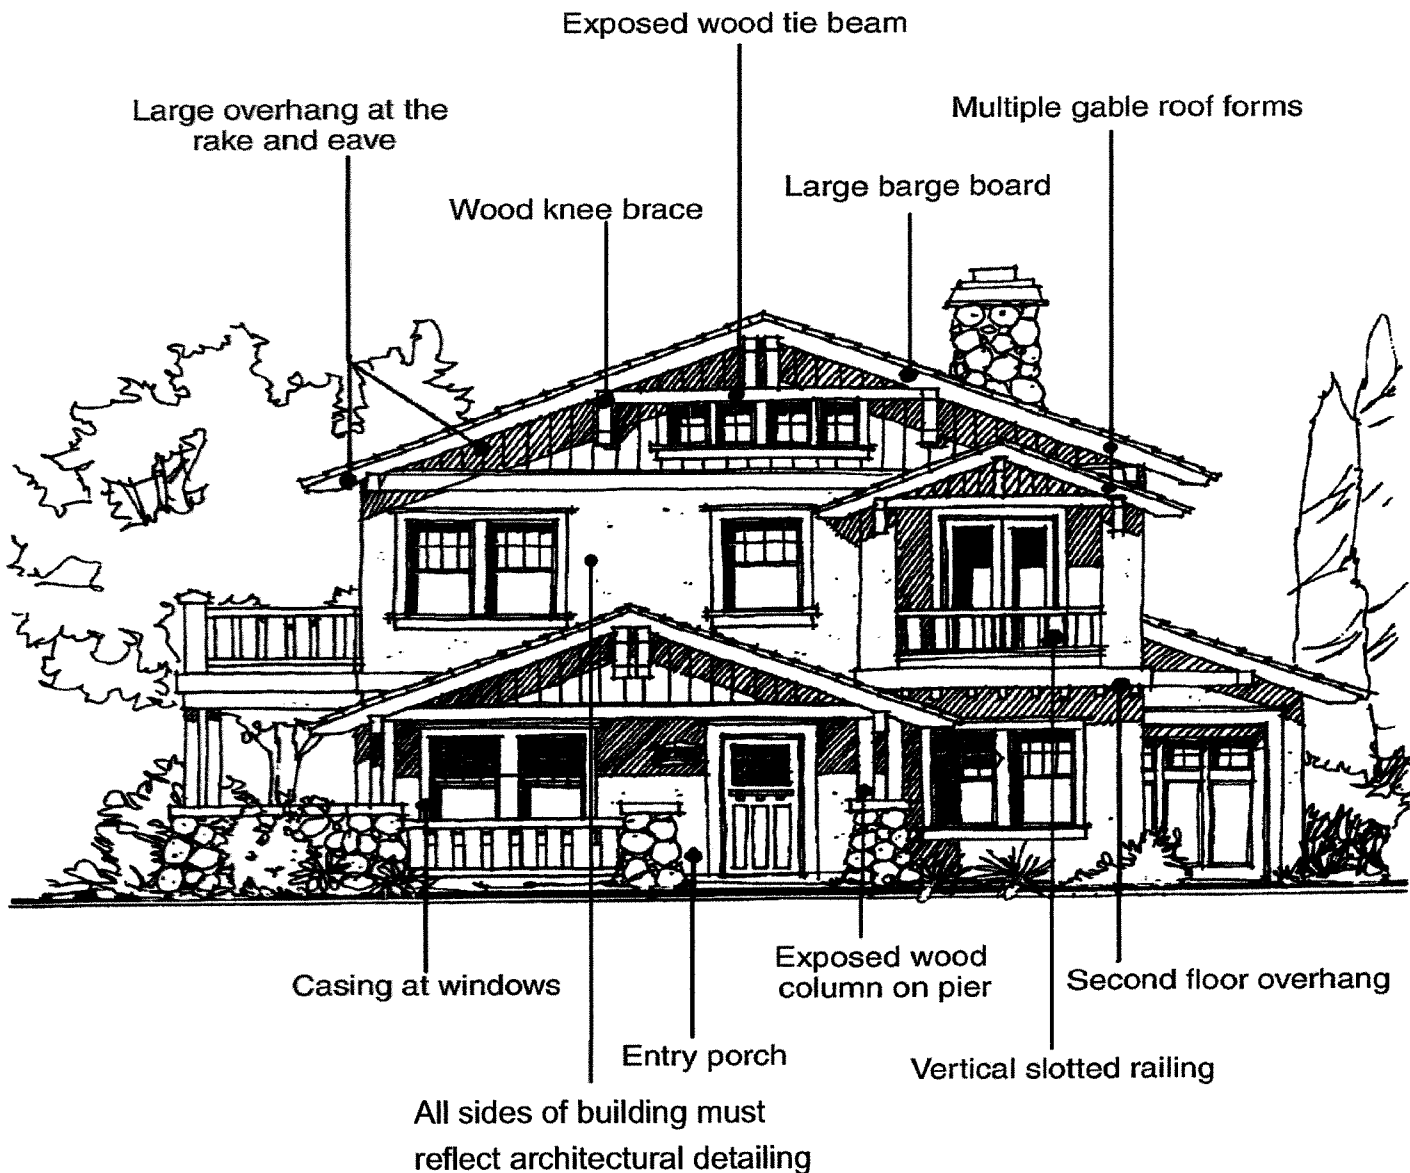 Exposed wood tie beam
Large overhang at the
rake and eave
Multiple gable roof forms
Wood knee brace
Large barge board
Casing at windows
Exposed wood
column on pier
Second floor overhang
Entry porch
Vertical slotted railing
All sides of building must
reflect architectural detailing